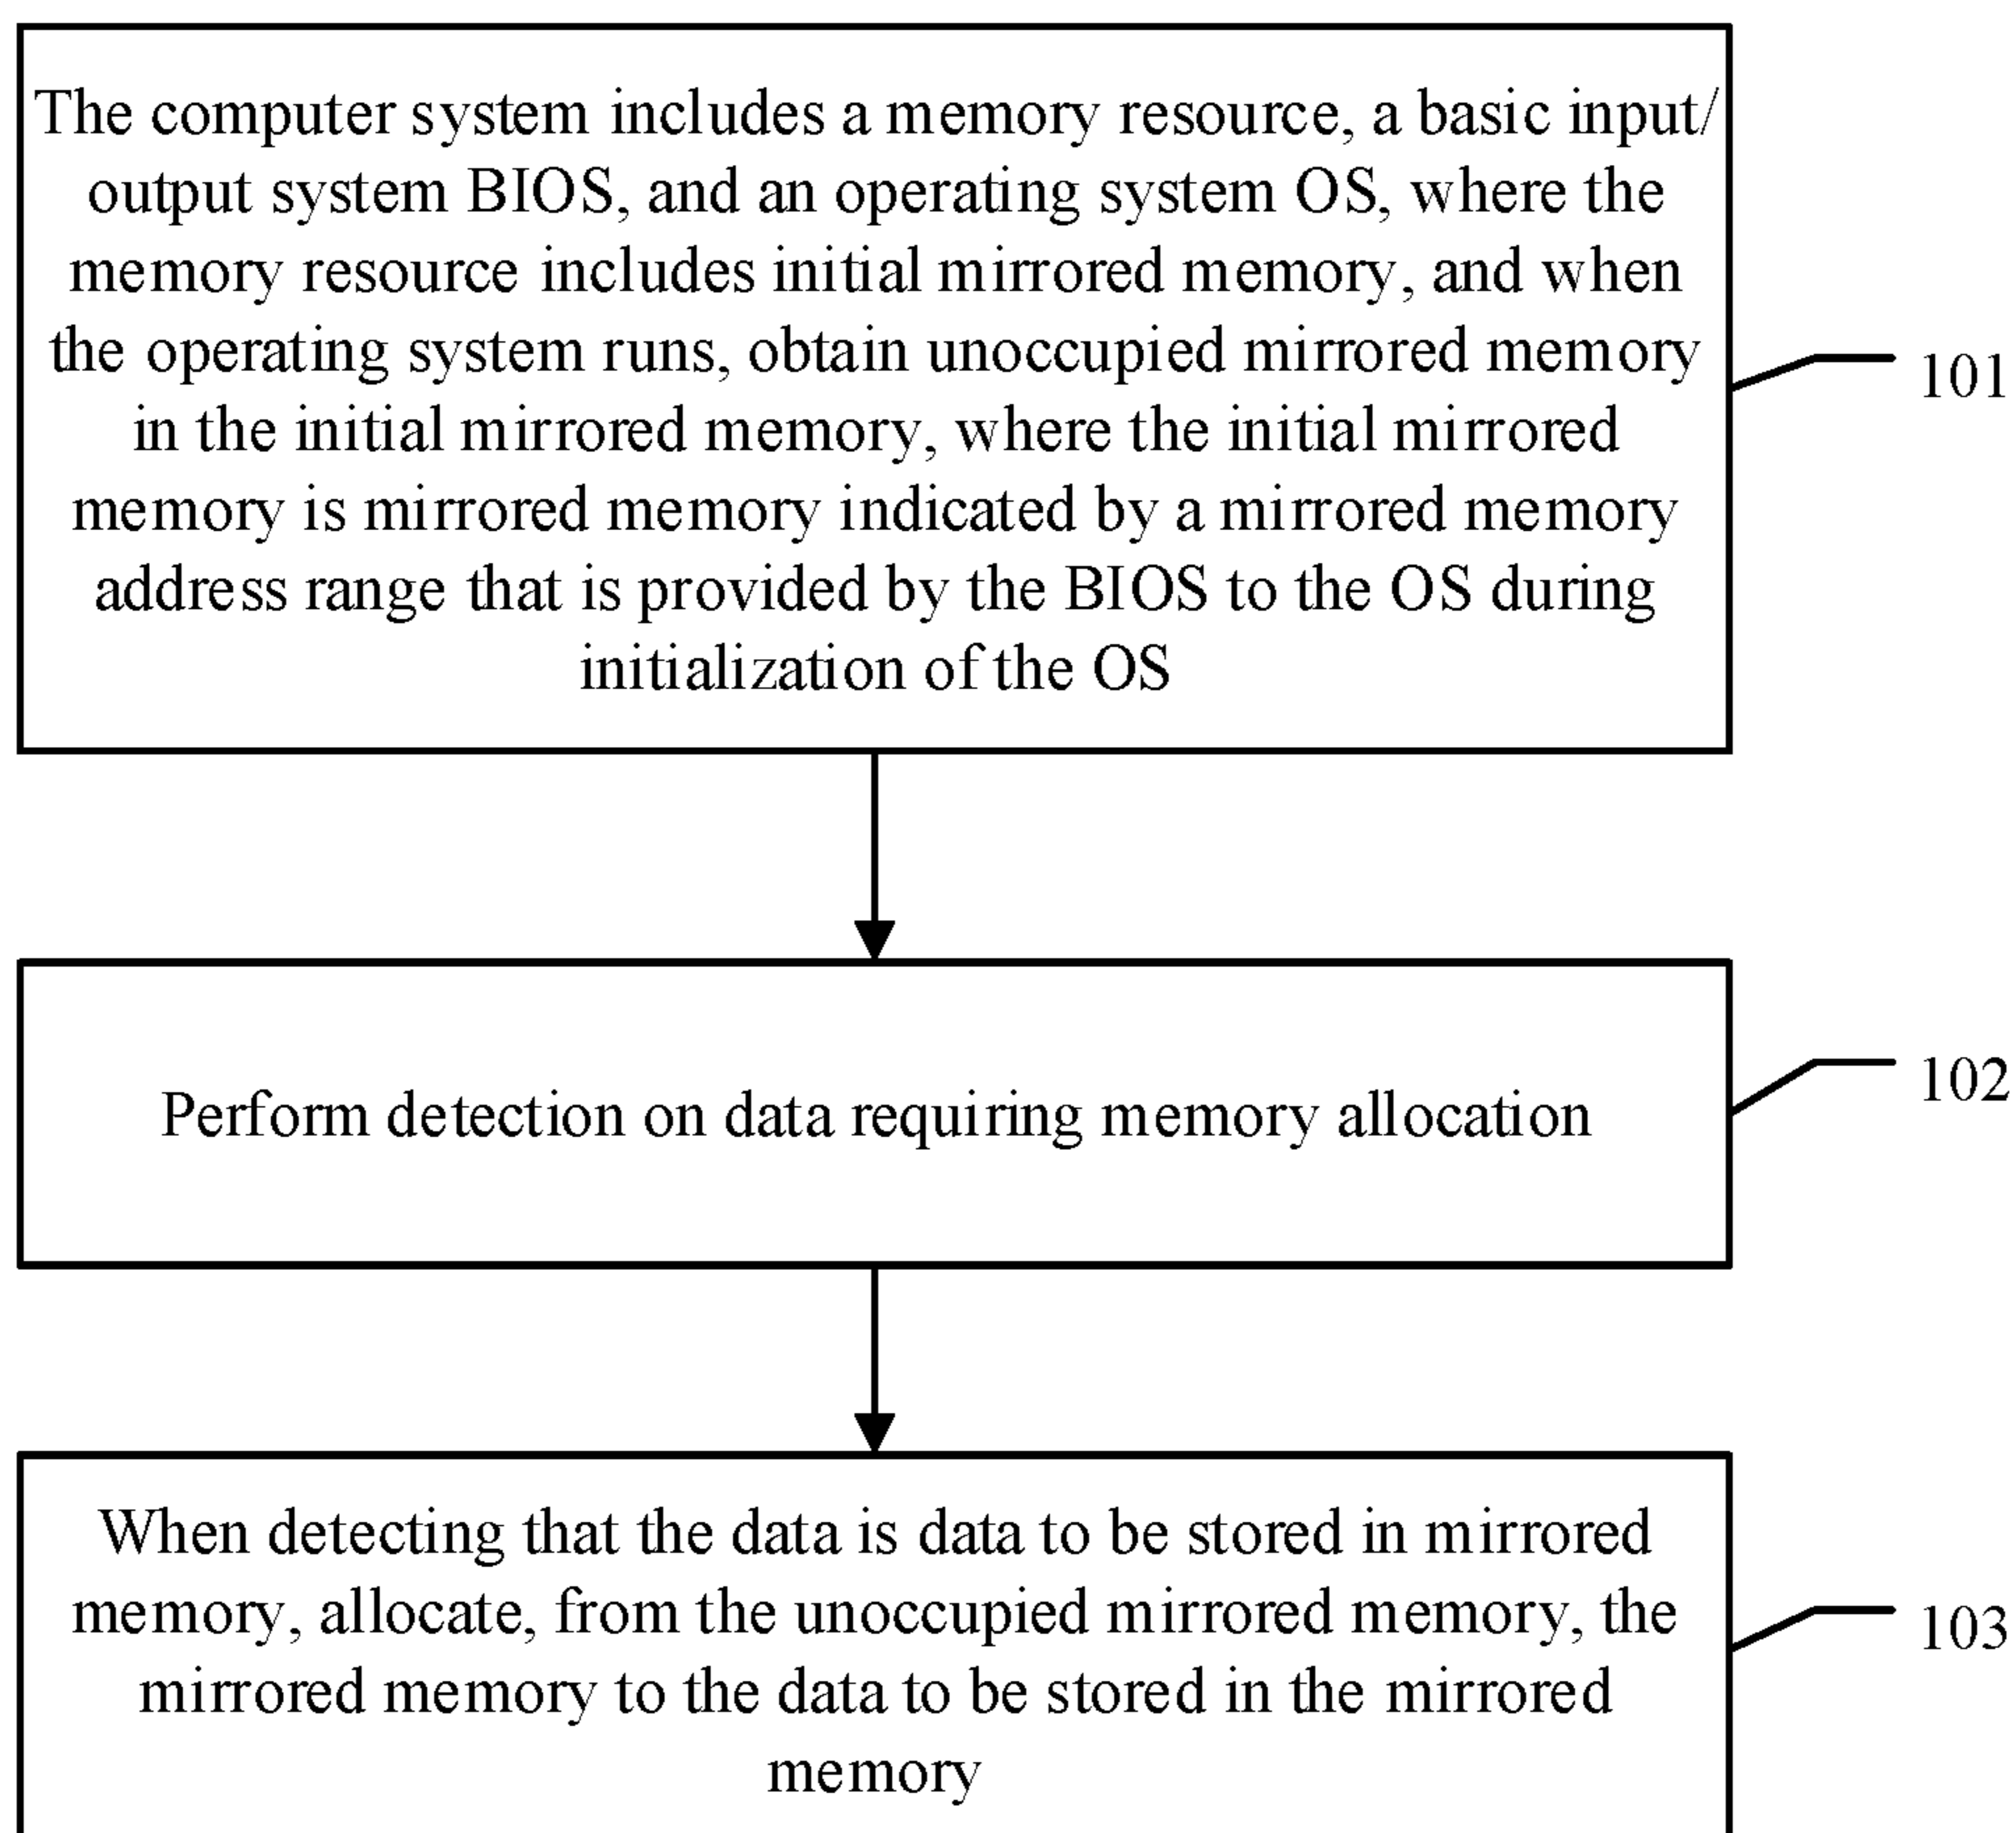 The computer system includes a memory resource, a basic input/
output system BIOS, and an operating system OS, where the
memory resource includes initial mirrored memory, and when
the operating system runs, obtain unoccupied mirrored memory
in the initial mirrored memory, where the initial mirrored
memory is mirrored memory indicated by a mirrored memory
address range that is provided by the BIOS to the OS during
initialization of the OS
101
Perform detection on data requiring memory allocation
102
When detecting that the data is data to be stored in mirrored
memory, allocate, from the unoccupied mirrored memory, the
mirrored memory to the data to be stored in the mirrored
memory
103